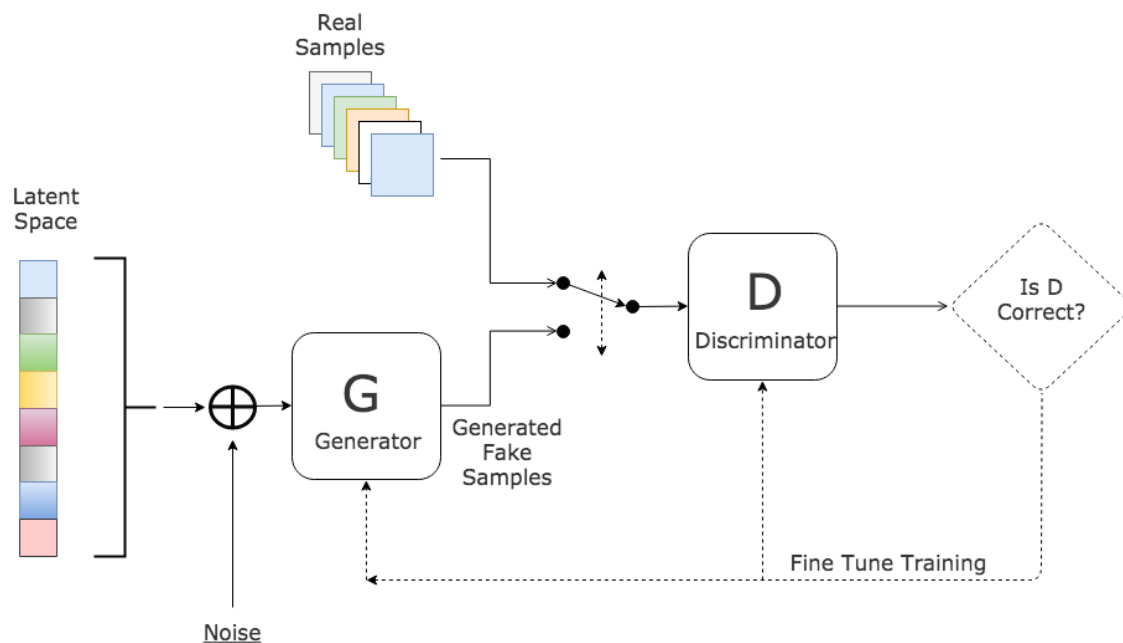 Real
Samples
Latent
Space
G
Generator
Generated
Fake
Samples
D
Discriminator
Is D
Correct?
Fine Tune Training
Noise